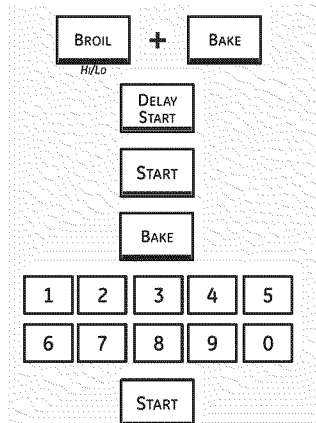 BROIL + BAKE
HI/LO
DELAY
START
START
BAKE
1 2 3 4 5
6 7 8 9 0
START